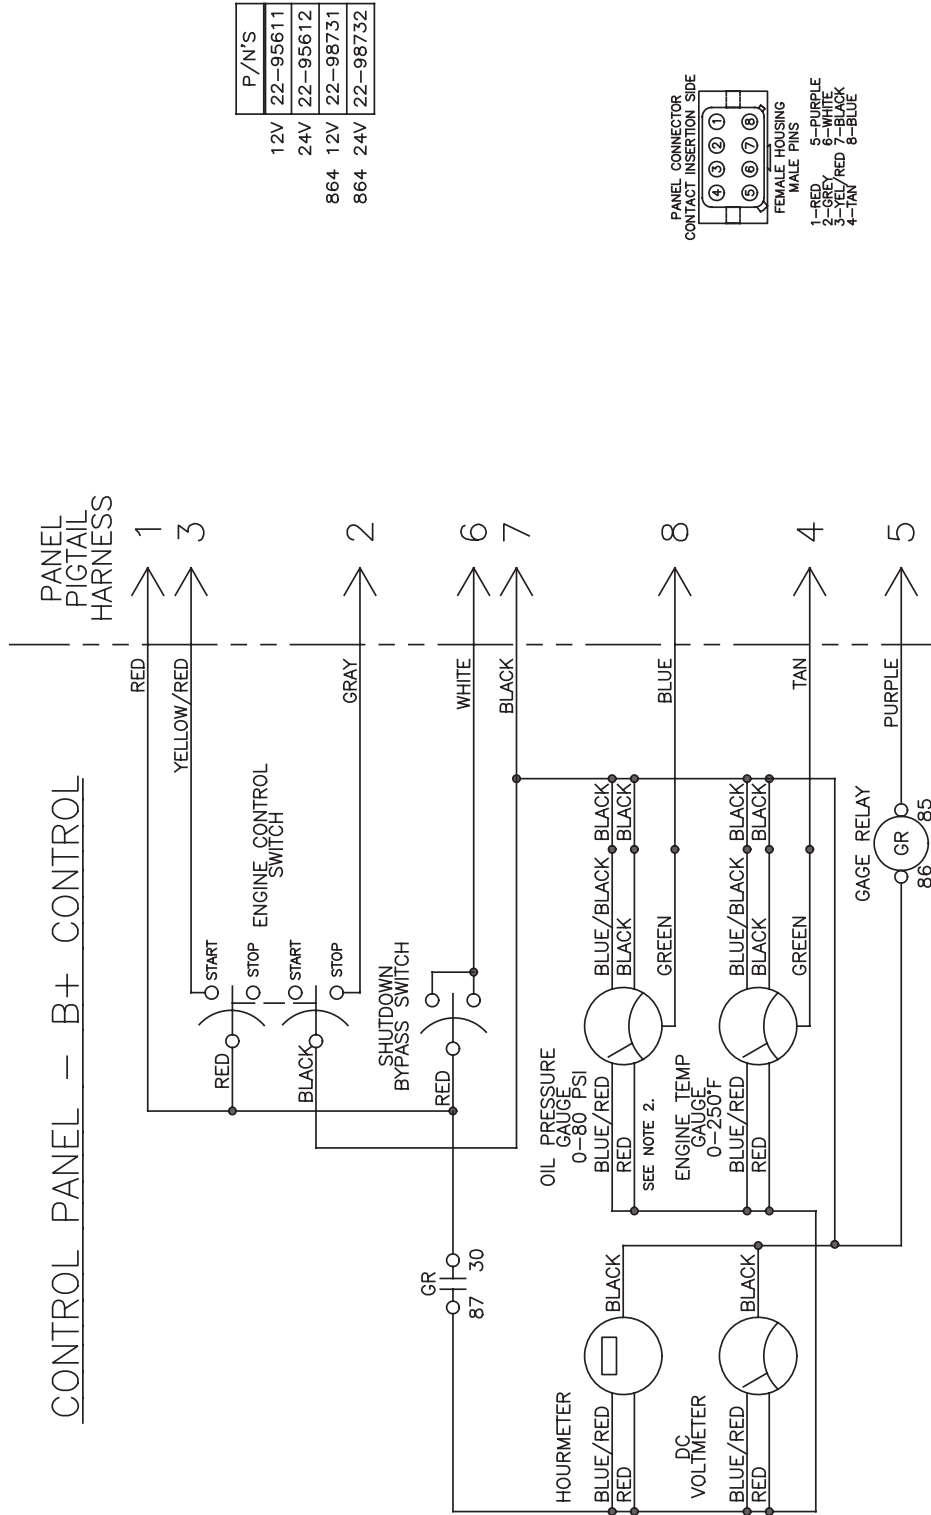 CONTROL PANEL - B+ CONTROL
PANEL
PIGTAIL
HARNESS
P/N'S
12V 22-95611
24V 22-95612
864 12V 22-98731
864 24V 22-98732
RED
1
YELLOW/RED
3
START
STOP
START
STOP
ENGINE CONTROL
SWITCH
RED
BLACK
GRAY
2
SHUTDOWN
BYPASS SWITCH
RED
WHITE
6
BLACK
7
GR
87
30
HOURMETER
BLUE/RED
RED
BLACK
OIL PRESSURE
GAUGE
0-80 PSI
BLUE/RED
RED
SEE NOTE 2.
BLUE/BLACK
BLACK
BLACK
BLACK
GREEN
BLUE
8
DC
VOLTMETER
BLUE/RED
RED
BLACK
ENGINE TEMP
GAUGE
0-250°F
BLUE/RED
RED
BLUE/BLACK
BLACK
BLACK
BLACK
GREEN
TAN
4
GAGE RELAY
GR
86
85
PURPLE
5
PANEL CONNECTOR
CONTACT INSERTION SIDE
4 3 2 1
5 6 7 8
FEMALE HOUSING
MALE PINS
1-RED 5-PURPLE
2-GREY 6-WHITE
3-YEL/RED 7-BLACK
4-TAN 8-BLUE